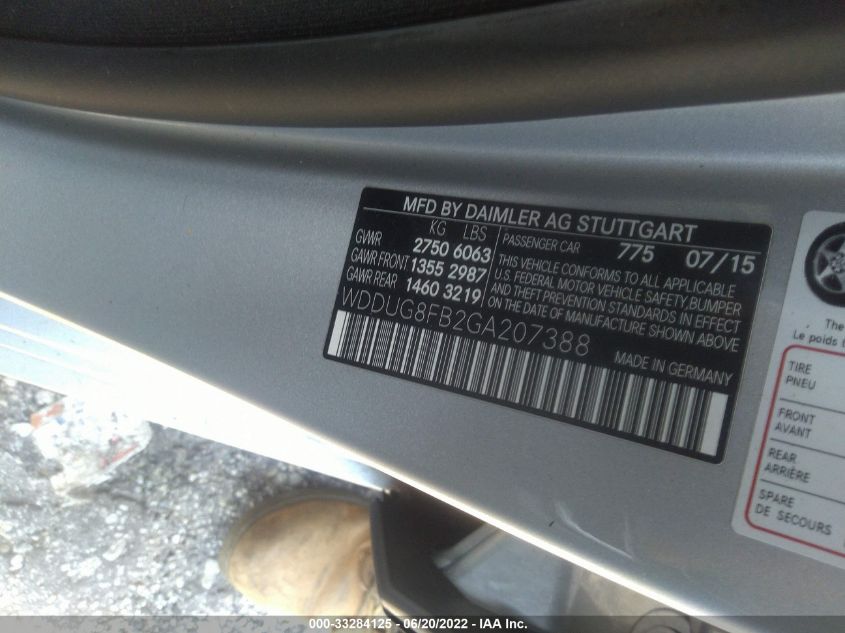 MFD BY DAIMLER AG STUTTGART
KG LBS
GVWR 2750 6063
GAWR FRONT 1355 2987
GAWR REAR 1460 3219
PASSENGER CAR 775 07/15
THIS VEHICLE CONFORMS TO ALL APPLICABLE
U.S. FEDERAL MOTOR VEHICLE SAFETY, BUMPER
AND THEFT PREVENTION STANDARDS IN EFFECT
ON THE DATE OF MANUFACTURE SHOWN ABOVE
WDDUG8FB2GA207388
MADE IN GERMANY
The
Le poids
TIRE
PNEU
FRONT
AVANT
REAR
ARRIÈRE
SPARE
DE SECOURS
000-33284125 - 06/20/2022 - IAA Inc.